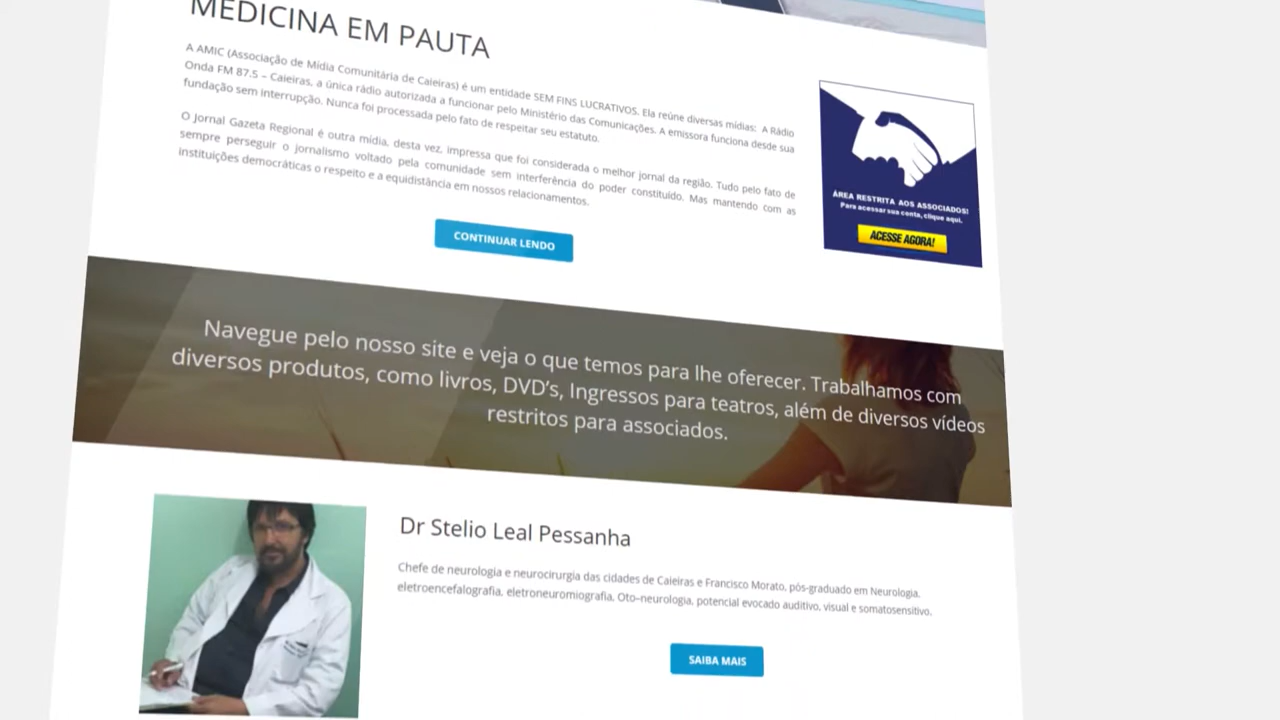 MEDICINA EM PAUTA
A AMIC (Associação de Mídia Comunitária de Caieiras) é um entidade SEM FINS LUCRATIVOS. Ela reúne diversas mídias: A Rádio
Onda FM 87.5 – Caieiras, a única rádio autorizada a funcionar pelo Ministério das Comunicações. A emissora funciona desde sua
fundação sem interrupção. Nunca foi processada pelo fato de respeitar seu estatuto.
O Jornal Gazeta Regional é outra mídia, desta vez, impressa que foi considerada o melhor jornal da região. Tudo pelo fato de
sempre perseguir o jornalismo voltado pela comunidade sem interferência do poder constituído. Mas mantendo com as
instituições democráticas o respeito e a equidistância em nossos relacionamentos.
CONTINUAR LENDO
ÁREA RESTRITA AOS ASSOCIADOS!
Para acessar sua conta, clique aqui.
ACESSE AGORA!
Navegue pelo nosso site e veja o que temos para lhe oferecer. Trabalhamos com
diversos produtos, como livros, DVD's, Ingressos para teatros, além de diversos vídeos
restritos para associados.
Dr Stelio Leal Pessanha
Chefe de neurologia e neurocirurgia das cidades de Caieiras e Francisco Morato, pós-graduado em Neurologia,
eletroencefalografia, eletroneuromiografia, Oto–neurologia, potencial evocado auditivo, visual e somatosensitivo.
SAIBA MAIS